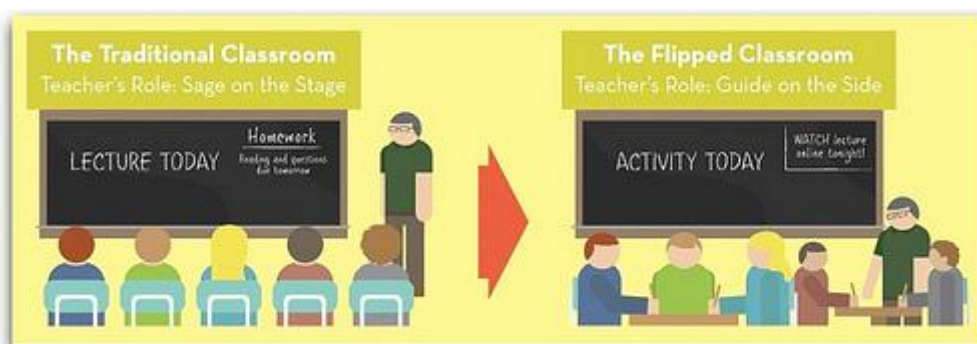 The Traditional Classroom
Teacher's Role: Sage on the Stage
LECTURE TODAY
Homework
Reading and questions
due tomorrow
The Flipped Classroom
Teacher's Role: Guide on the Side
ACTIVITY TODAY
WATCH lecture
online tonight!